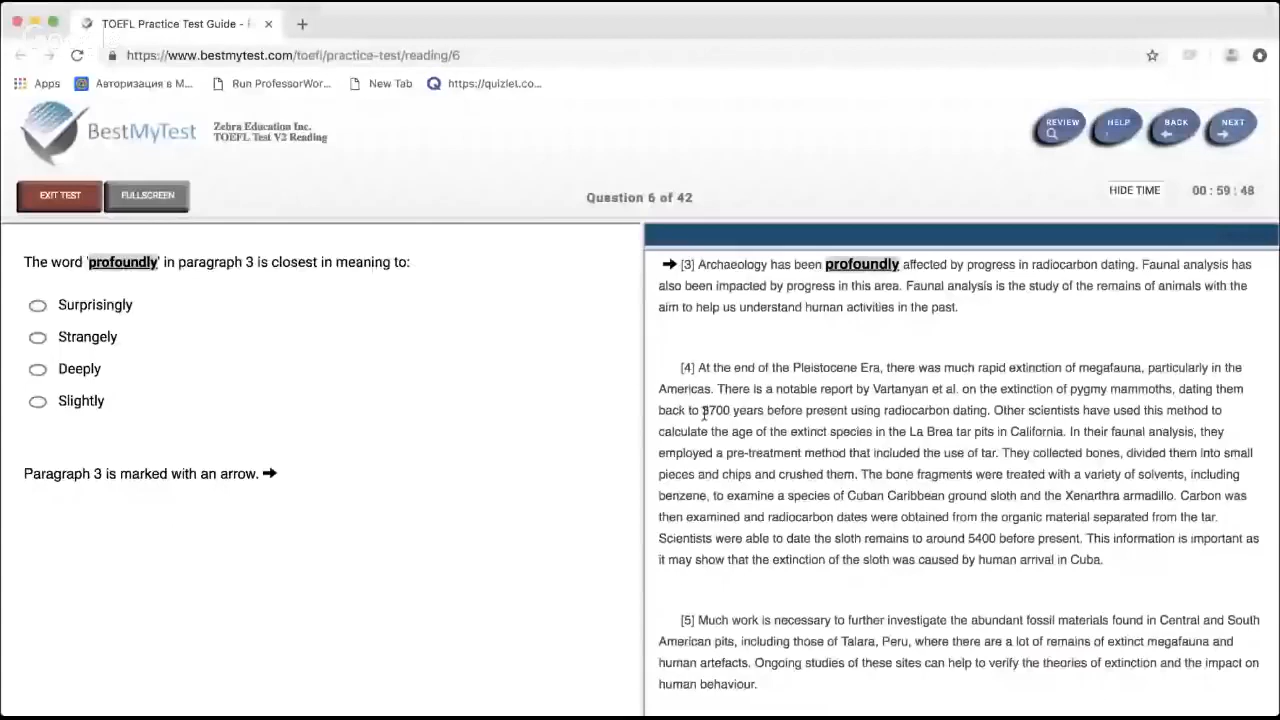 TOEFL Practice Test Guide -
https://www.bestmytest.com/toefl/practice-test/reading/6
Apps Авторизация в M... Run ProfessorWor... New Tab https://quizlet.co...
BestMyTest
Zebra Education Inc.
TOEFL Test V2 Reading
REVIEW HELP BACK NEXT
EXIT TEST FULLSCREEN
Question 6 of 42
HIDE TIME 00 : 59 : 48
The word 'profoundly' in paragraph 3 is closest in meaning to:
Surprisingly
Strangely
Deeply
Slightly
Paragraph 3 is marked with an arrow. ➔
➔ [3] Archaeology has been profoundly affected by progress in radiocarbon dating. Faunal analysis has
also been impacted by progress in this area. Faunal analysis is the study of the remains of animals with the
aim to help us understand human activities in the past.
[4] At the end of the Pleistocene Era, there was much rapid extinction of megafauna, particularly in the
Americas. There is a notable report by Vartanyan et al. on the extinction of pygmy mammoths, dating them
back to years before present using radiocarbon dating. Other scientists have used this method to
calculate the age of the extinct species in the La Brea tar pits in California. In their faunal analysis, they
employed a pre-treatment method that included the use of tar. They collected bones, divided them into small
pieces and chips and crushed them. The bone fragments were treated with a variety of solvents, including
benzene, to examine a species of Cuban Caribbean ground sloth and the Xenarthra armadillo. Carbon was
then examined and radiocarbon dates were obtained from the organic material separated from the tar.
Scientists were able to date the sloth remains to around 5400 before present. This information is important as
it may show that the extinction of the sloth was caused by human arrival in Cuba.
[5] Much work is necessary to further investigate the abundant fossil materials found in Central and South
American pits, including those of Talara, Peru, where there are a lot of remains of extinct megafauna and
human artefacts. Ongoing studies of these sites can help to verify the theories of extinction and the impact on
human behaviour.